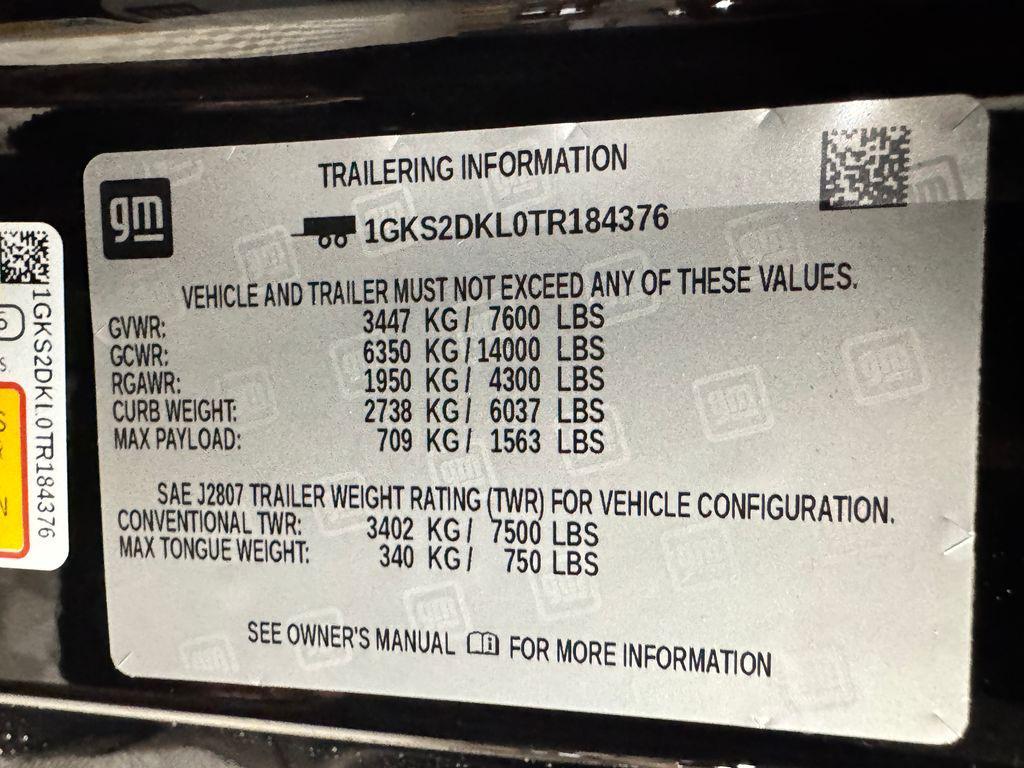 gm
TRAILERING INFORMATION
1GKS2DKL0TR184376
VEHICLE AND TRAILER MUST NOT EXCEED ANY OF THESE VALUES.
GVWR: 3447 KG / 7600 LBS
GCWR: 6350 KG / 14000 LBS
RGAWR: 1950 KG / 4300 LBS
CURB WEIGHT: 2738 KG / 6037 LBS
MAX PAYLOAD: 709 KG / 1563 LBS
SAE J2807 TRAILER WEIGHT RATING (TWR) FOR VEHICLE CONFIGURATION.
CONVENTIONAL TWR: 3402 KG / 7500 LBS
MAX TONGUE WEIGHT: 340 KG / 750 LBS
SEE OWNER'S MANUAL FOR MORE INFORMATION
1GKS2DKL0TR184376